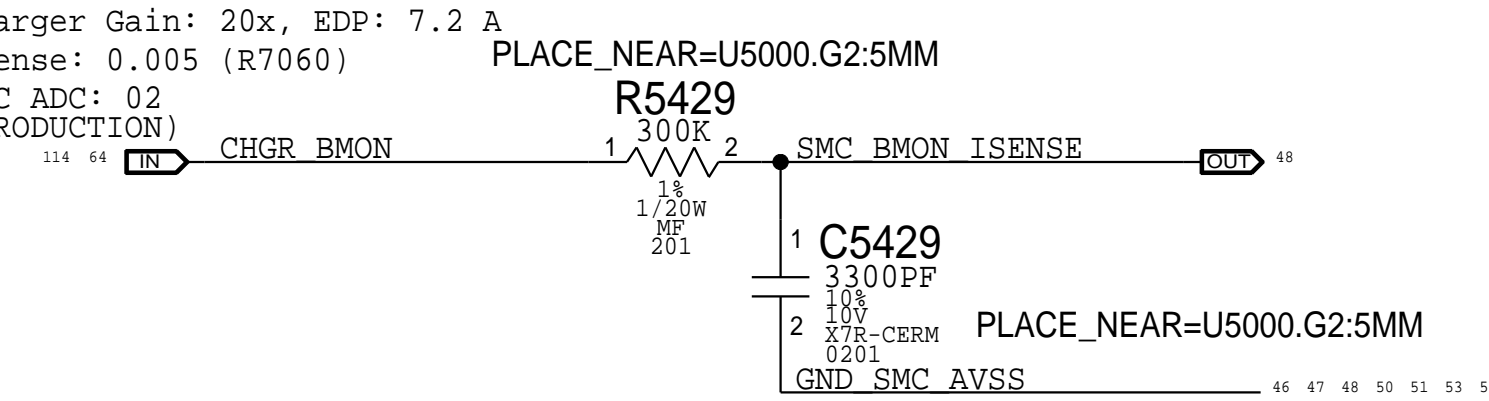 arger Gain: 20x, EDP: 7.2 A
ense: 0.005 (R7060)
PLACE_NEAR=U5000.G2:5MM
C ADC: 02
RODUCTION)
R5429
300K
114 64 IN CHGR_BMON 1 2 SMC_BMON_ISENSE OUT 48
1%
1/20W
MF
201
1 C5429
3300PF
10%
10V
2 X7R-CERM
0201
PLACE_NEAR=U5000.G2:5MM
GND_SMC_AVSS 46 47 48 50 51 53 5